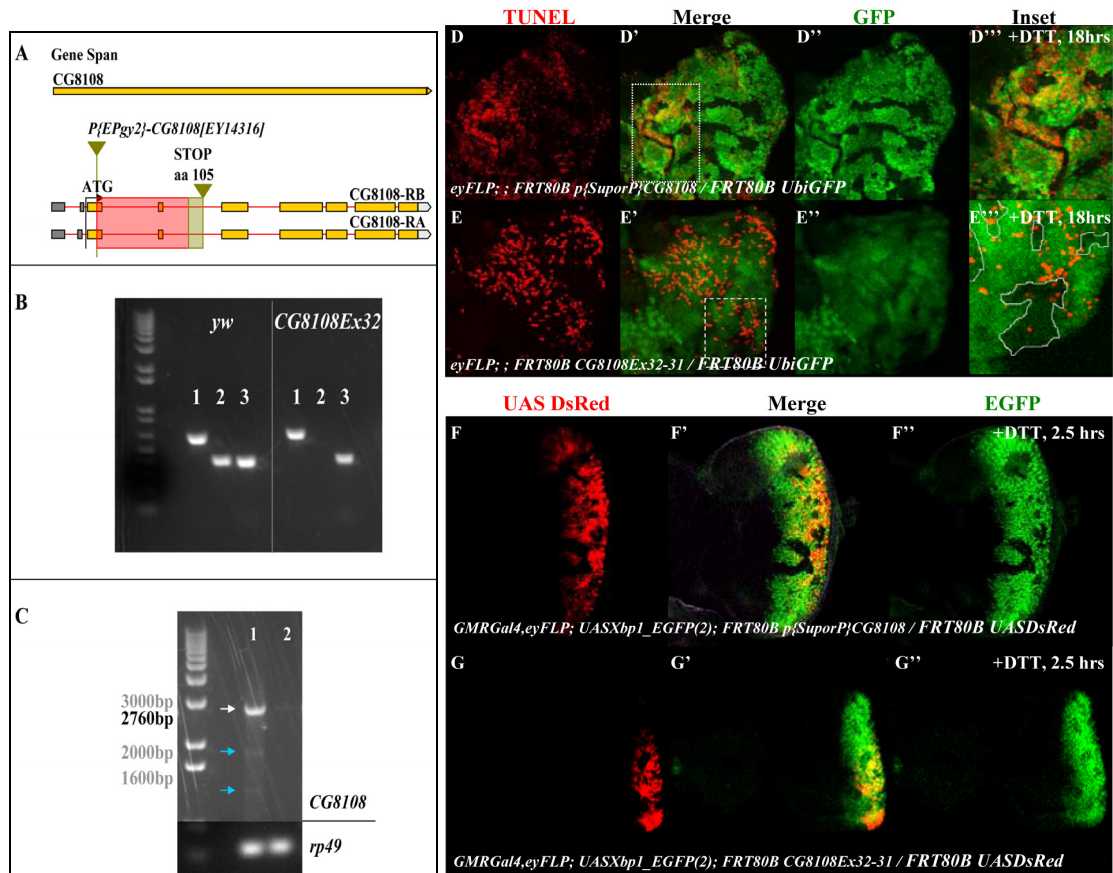 A
Gene Span
CG8108
P{EPgy2}-CG8108[EY14316]
STOP
aa 105
ATG
CG8108-RB
CG8108-RA
B
yw
CG8108Ex32
1 2 3 1 2 3
C
1 2
3000bp
2760bp
2000bp
1600bp
CG8108
rp49
TUNEL Merge GFP Inset
D D’ D’’ D’’’ +DTT, 18hrs
eyFLP; ; FRT80B p{SuporP}CG8108 / FRT80B UbiGFP
E E’ E’’ E’’’ +DTT, 18hrs
eyFLP; ; FRT80B CG8108Ex32-31 / FRT80B UbiGFP
UAS DsRed Merge EGFP
F F’ F’’ +DTT, 2.5 hrs
GMRGal4,eyFLP; UASXbp1_EGFP(2); FRT80B p{SuporP}CG8108 / FRT80B UASDsRed
G G’ G’’ +DTT, 2.5 hrs
GMRGal4,eyFLP; UASXbp1_EGFP(2); FRT80B CG8108Ex32-31 / FRT80B UASDsRed